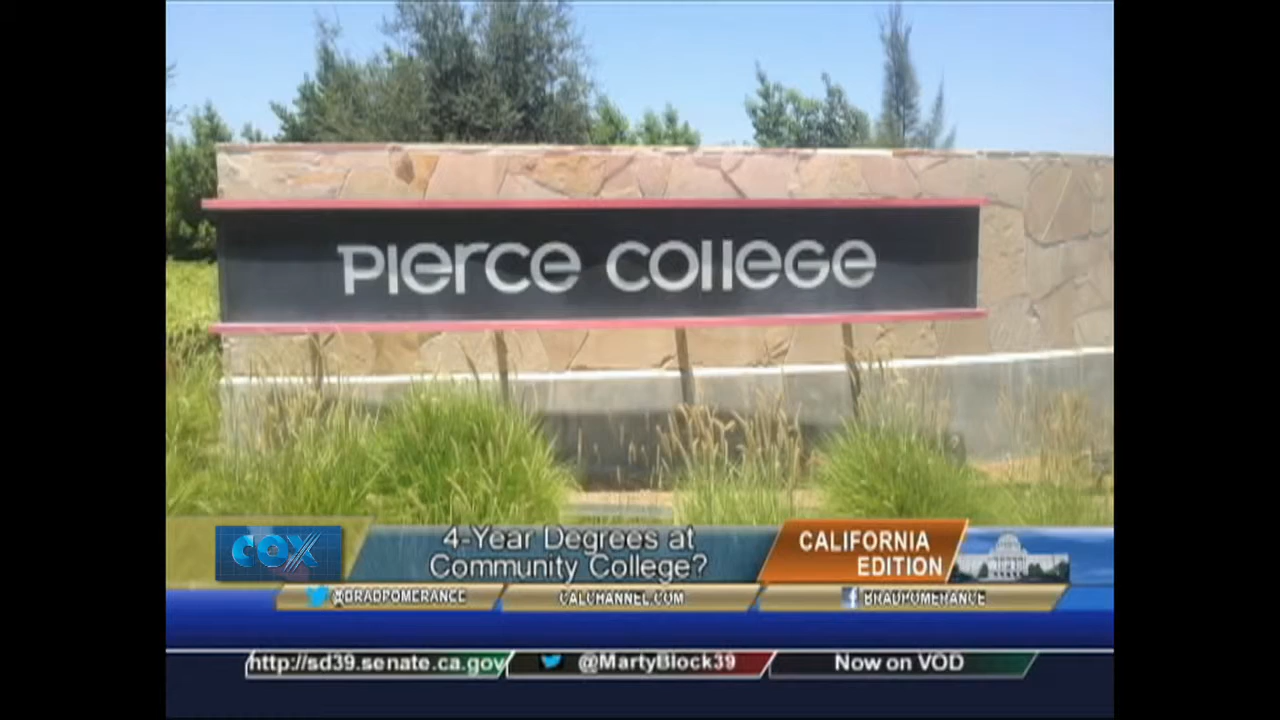 PIERCE COLLEGE
COX
4-Year Degrees at
Community College?
CALIFORNIA
EDITION
@BRADPOMERANCE
CALCHANNEL.COM
BRADPOMERANCE
http://sd39.senate.ca.gov
@MartyBlock39
Now on VOD